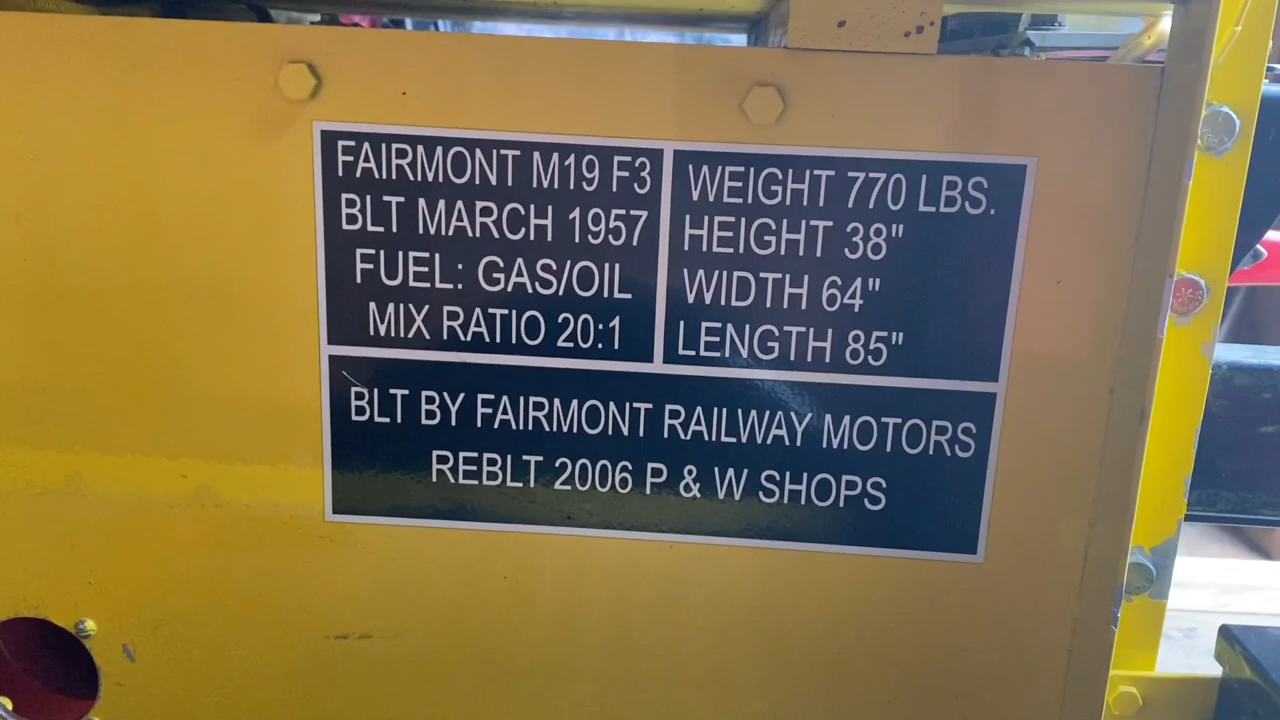 FAIRMONT M19 F3
BLT MARCH 1957
FUEL: GAS/OIL
MIX RATIO 20:1
WEIGHT 770 LBS.
HEIGHT 38"
WIDTH 64"
LENGTH 85"
BLT BY FAIRMONT RAILWAY MOTORS
REBLT 2006 P & W SHOPS